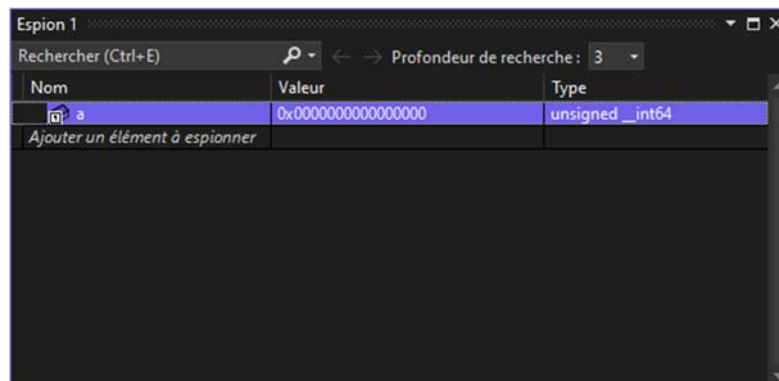 Espion 1
Rechercher (Ctrl+E) Profondeur de recherche : 3
Nom Valeur Type
a 0x0000000000000000 unsigned __int64
Ajouter un élément à espionner